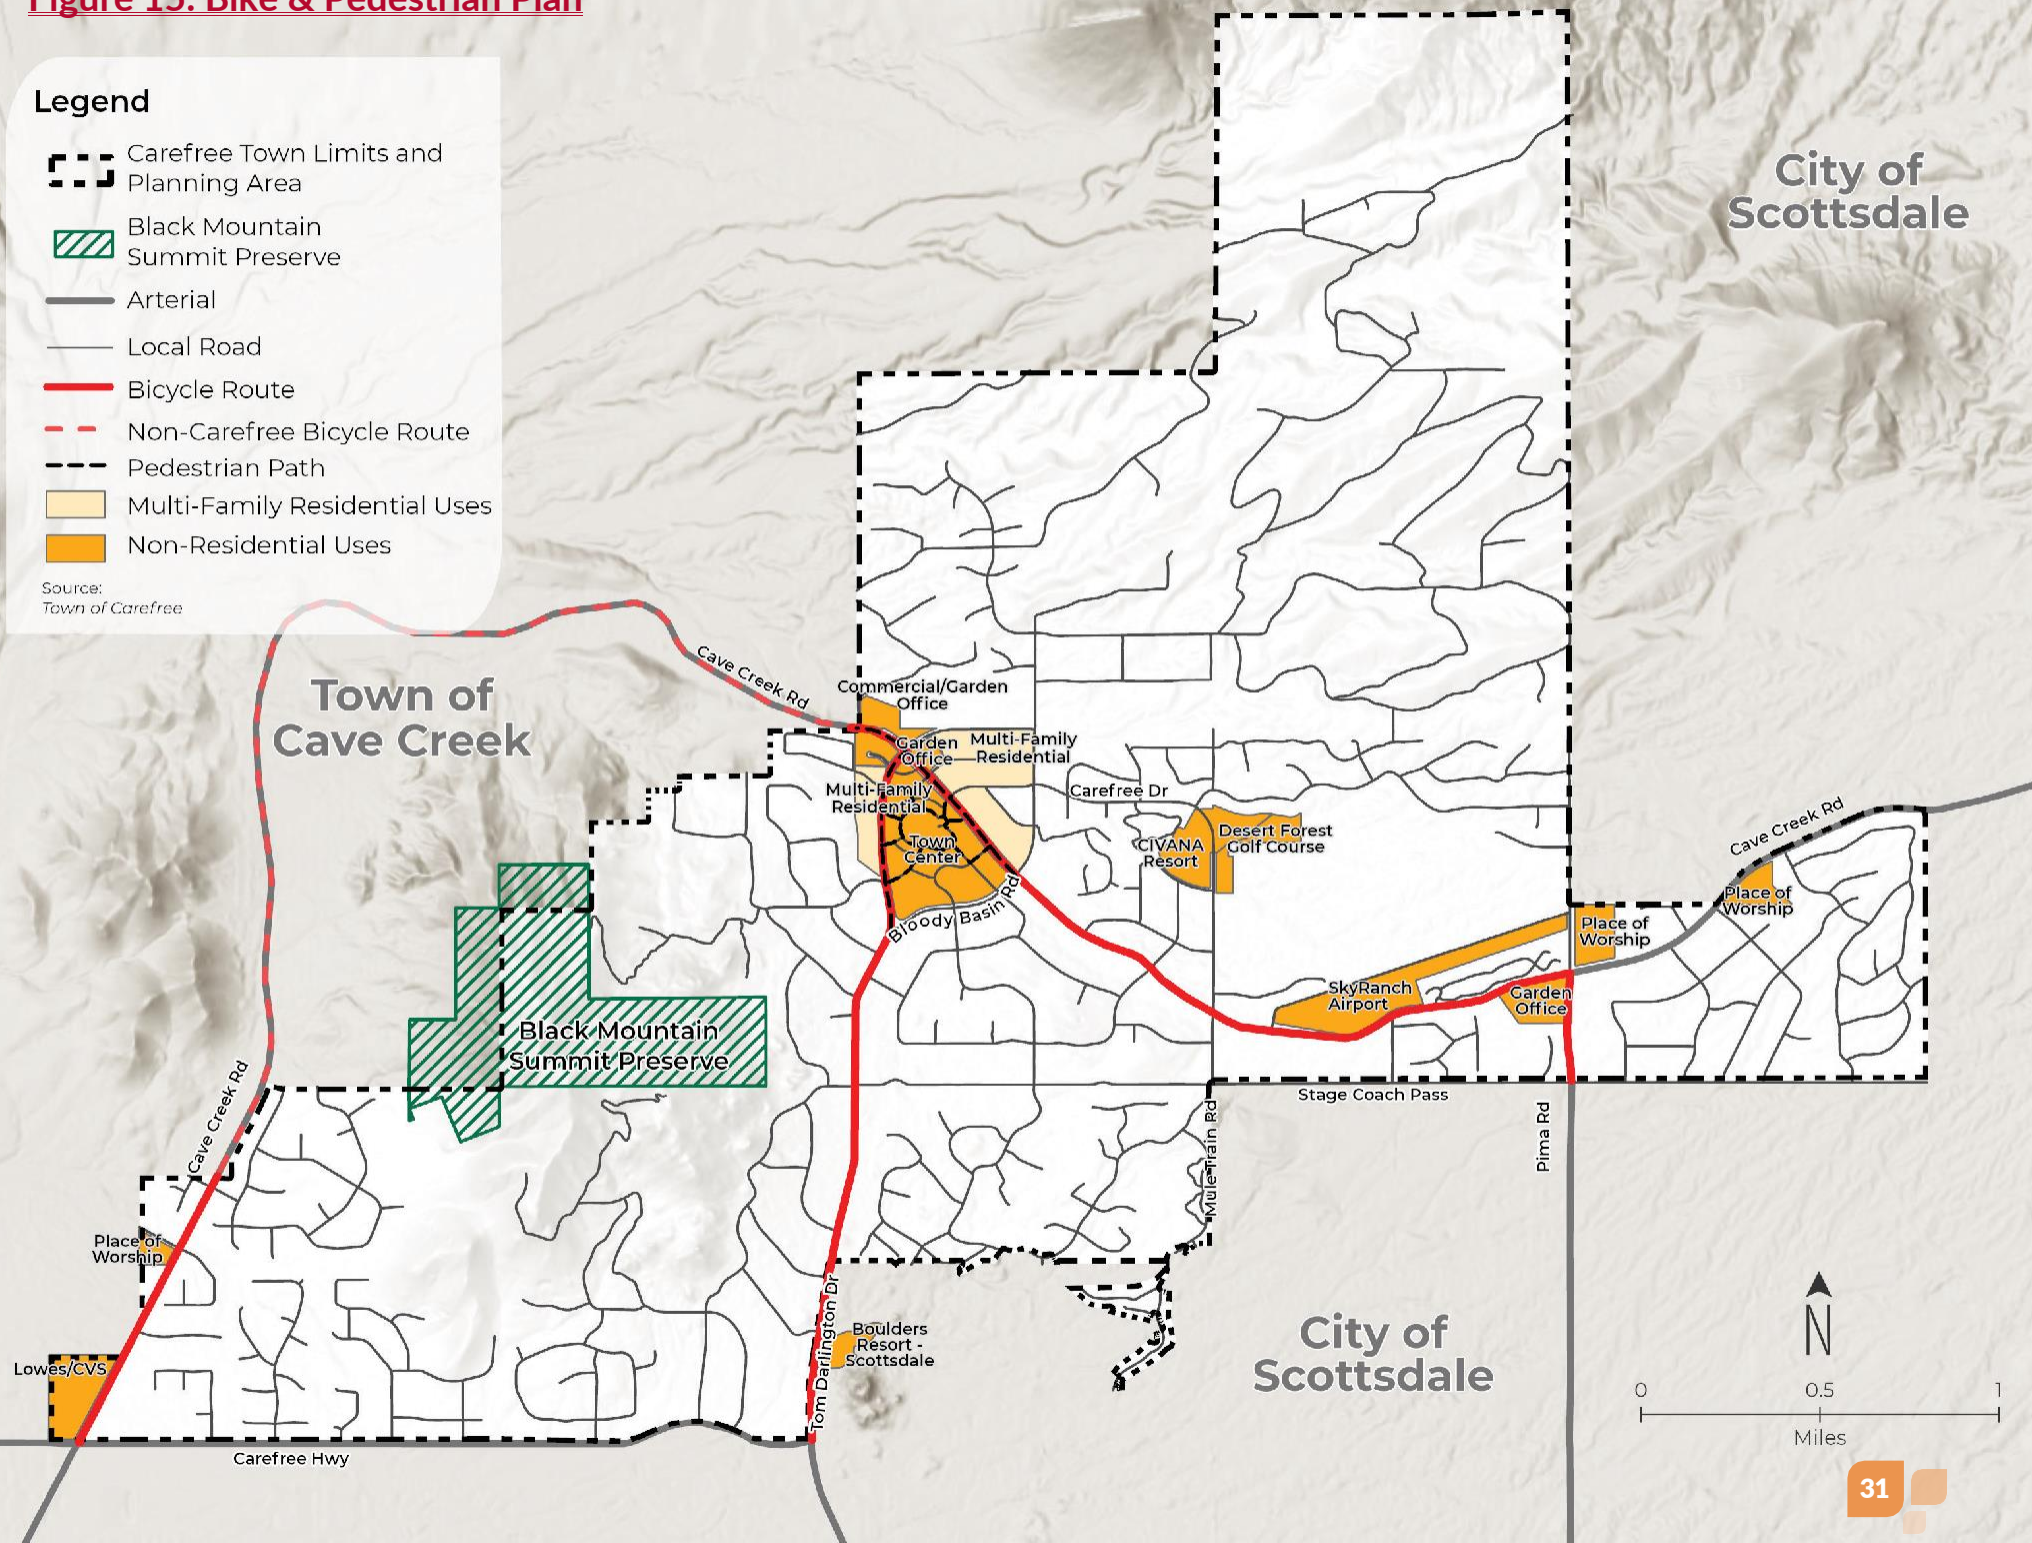 Figure 15: Bike & Pedestrian Plan
Legend
Carefree Town Limits and
Planning Area
Black Mountain
Summit Preserve
Arterial
Local Road
Bicycle Route
Non-Carefree Bicycle Route
Pedestrian Path
Multi-Family Residential Uses
Non-Residential Uses
Source:
Town of Carefree
City of
Scottsdale
Town of
Cave Creek
Cave Creek Rd
Commercial/Garden
Office
Garden
Office
Multi-Family
Residential
Multi-Family
Residential
Carefree Dr
Town
Center
CIVANA
Resort
Desert Forest
Golf Course
Bloody Basin Rd
Cave Creek Rd
Place of
Worship
Place of
Worship
SkyRanch
Airport
Garden
Office
Black Mountain
Summit Preserve
Stage Coach Pass
Cave Creek Rd
Mule Train Rd
Pima Rd
Place of
Worship
Lowes/CVS
Tom Darlington Dr
Boulders
Resort -
Scottsdale
City of
Scottsdale
Carefree Hwy
N
0 0.5 1
Miles
31